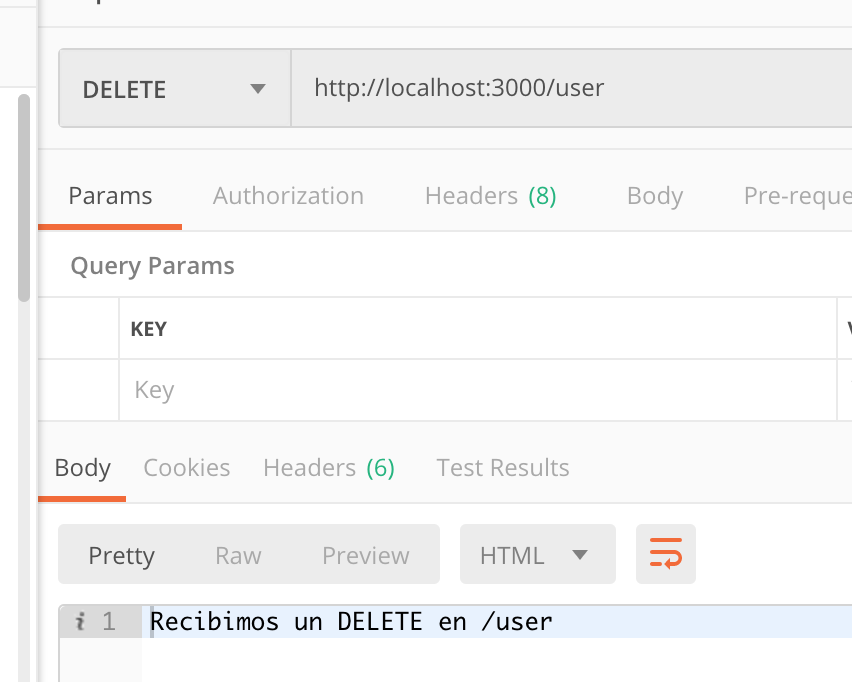 DELETE
http://localhost:3000/user
Params Authorization Headers (8) Body Pre-reque
Query Params
KEY
Key
Body Cookies Headers (6) Test Results
Pretty Raw Preview HTML
i 1 Recibimos un DELETE en /user